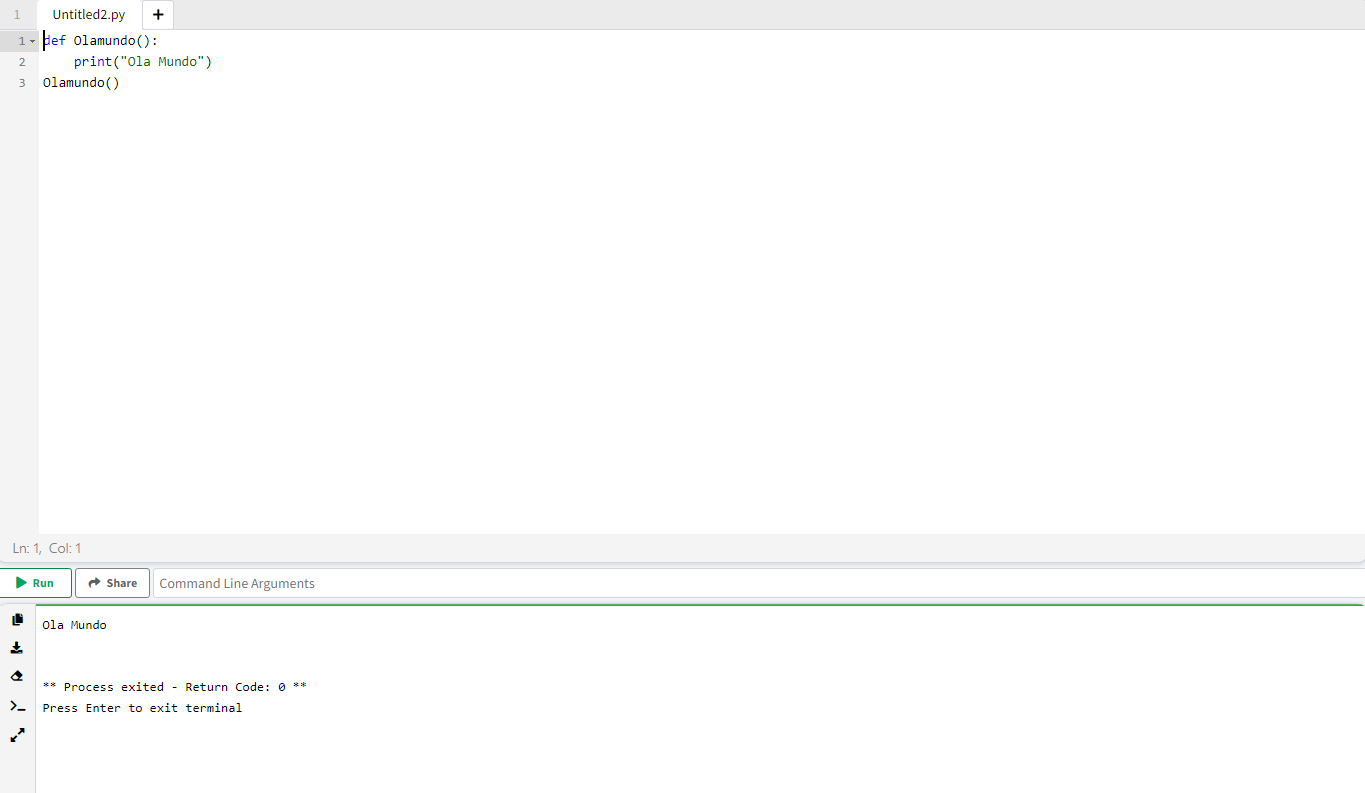 1 Untitled2.py +
1 def Olamundo():
2     print("Ola Mundo")
3 Olamundo()
Ln: 1, Col: 1
Run Share Command Line Arguments
Ola Mundo
** Process exited - Return Code: 0 **
Press Enter to exit terminal